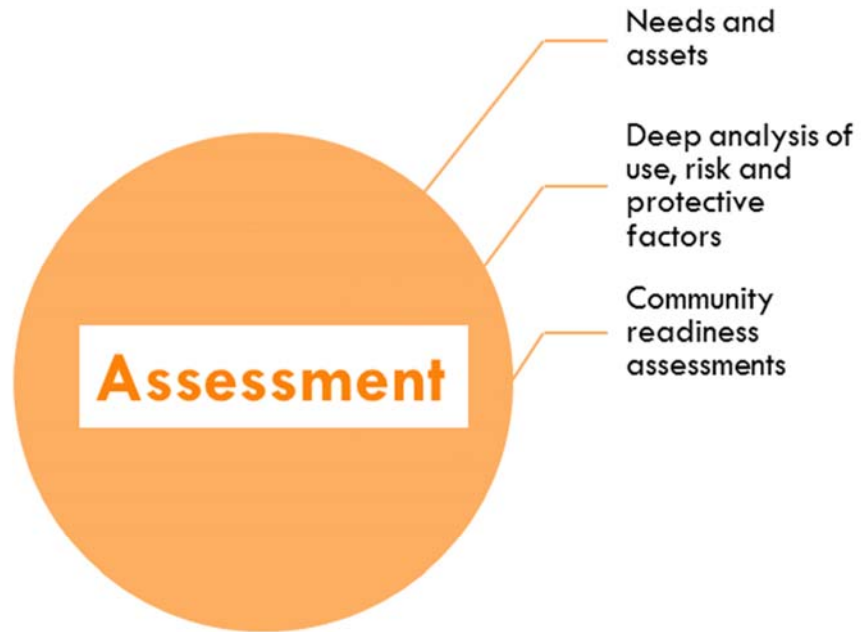 Needs and
assets
Deep analysis of
use, risk and
protective
factors
Community
readiness
assessments
Assessment